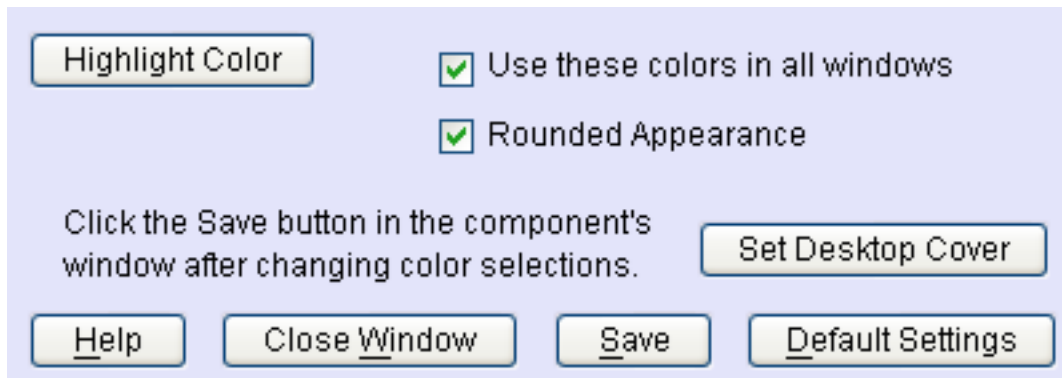 Highlight Color
Use these colors in all windows
Rounded Appearance
Click the Save button in the component's
window after changing color selections.
Set Desktop Cover
Help
Close Window
Save
Default Settings